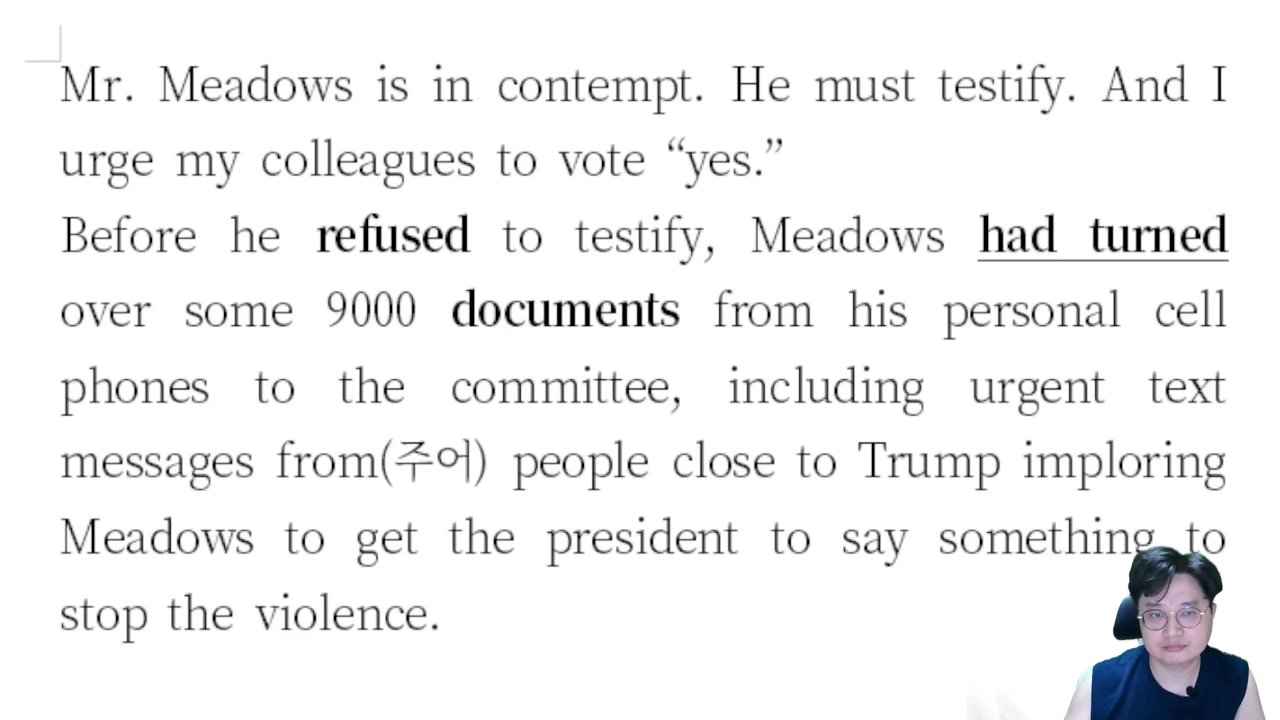 Mr. Meadows is in contempt. He must testify. And I
urge my colleagues to vote “yes.”
Before he refused to testify, Meadows had turned
over some 9000 documents from his personal cell
phones to the committee, including urgent text
messages from(주어) people close to Trump imploring
Meadows to get the president to say something to
stop the violence.